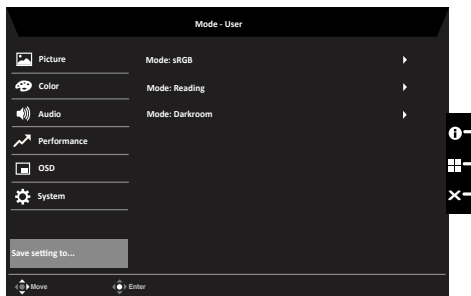 Mode - User
Picture
Mode: sRGB
Color
Mode: Reading
Audio
Mode: Darkroom
Performance
OSD
System
Save setting to...
Move
Enter